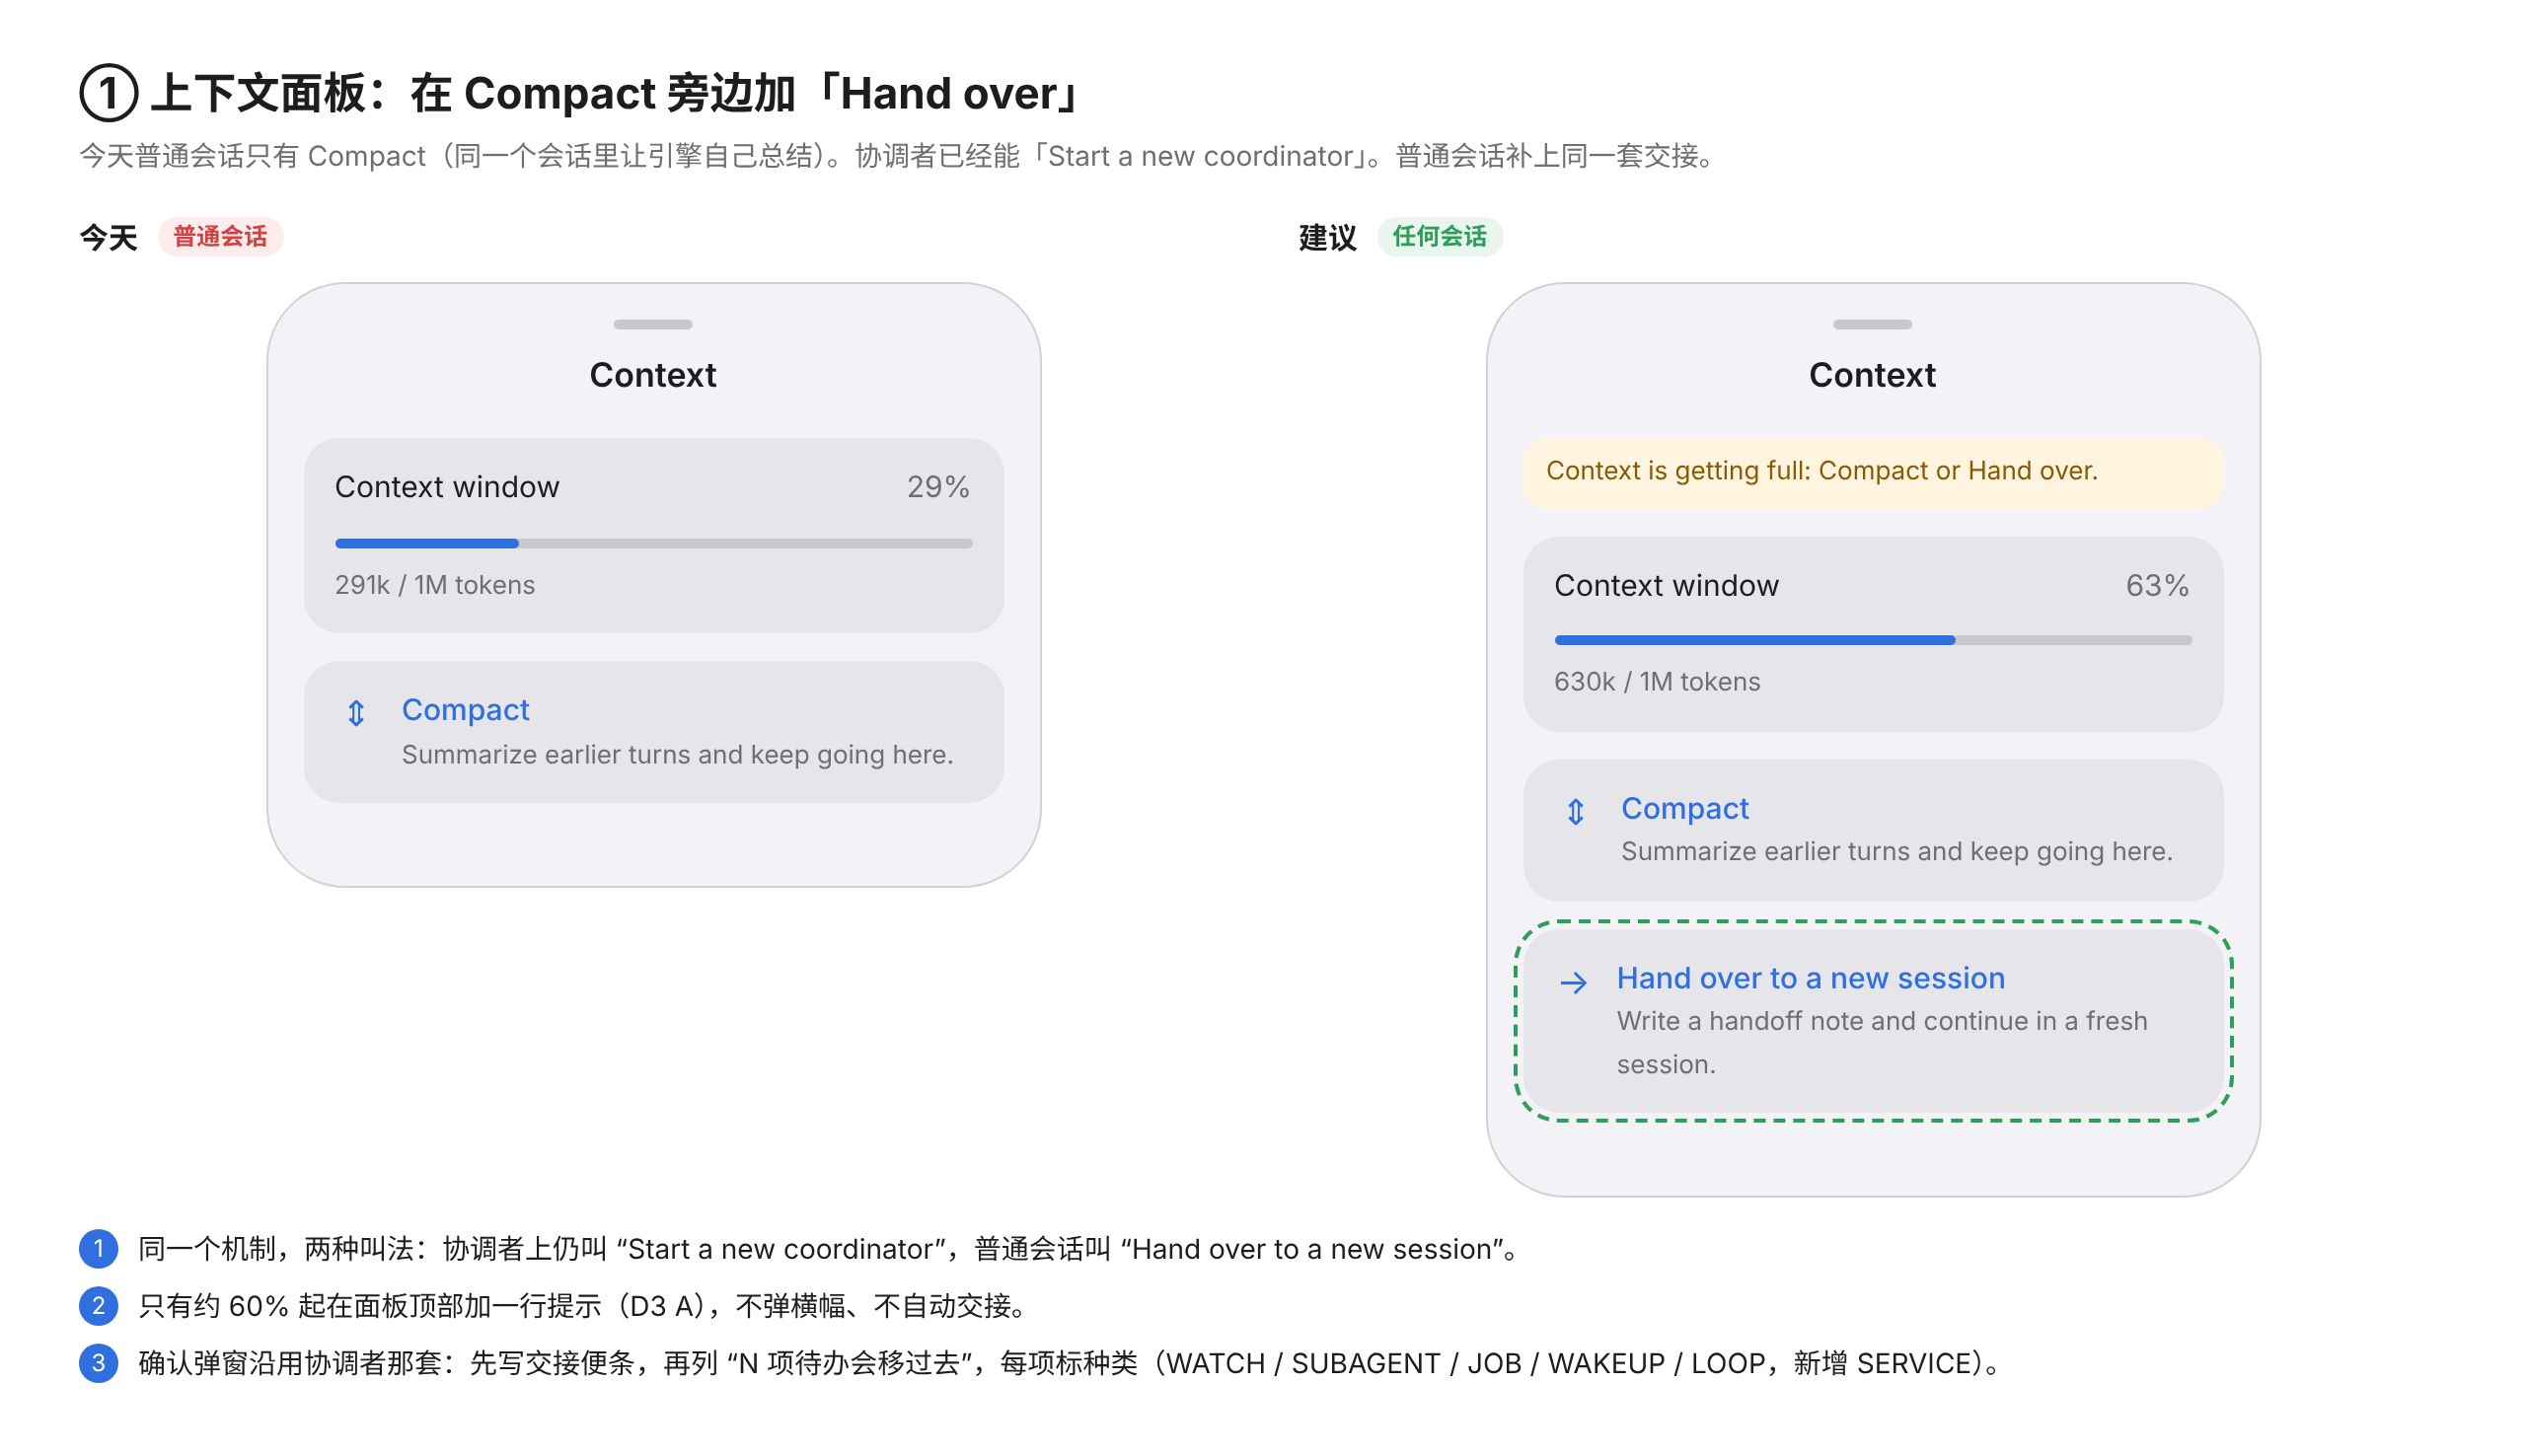 ① 上下文面板：在 Compact 旁边加「Hand over」
今天普通会话只有 Compact（同一个会话里让引擎自己总结）。协调者已经能「Start a new coordinator」。普通会话补上同一套交接。
今天 普通会话
Context
Context window 29%
291k / 1M tokens
⇕ Compact
Summarize earlier turns and keep going here.
建议 任何会话
Context
Context is getting full: Compact or Hand over.
Context window 63%
630k / 1M tokens
⇕ Compact
Summarize earlier turns and keep going here.
→ Hand over to a new session
Write a handoff note and continue in a fresh
session.
1 同一个机制，两种叫法：协调者上仍叫 “Start a new coordinator”，普通会话叫 “Hand over to a new session”。
2 只有约 60% 起在面板顶部加一行提示（D3 A），不弹横幅、不自动交接。
3 确认弹窗沿用协调者那套：先写交接便条，再列 “N 项待办会移过去”，每项标种类（WATCH / SUBAGENT / JOB / WAKEUP / LOOP，新增 SERVICE）。